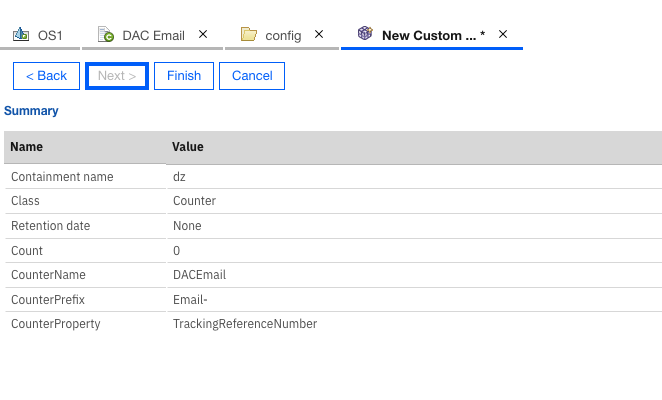 OS1 DAC Email × config × New Custom ... * ×
< Back Next > Finish Cancel
Summary
Name Value
Containment name dz
Class Counter
Retention date None
Count 0
CounterName DACEmail
CounterPrefix Email-
CounterProperty TrackingReferenceNumber